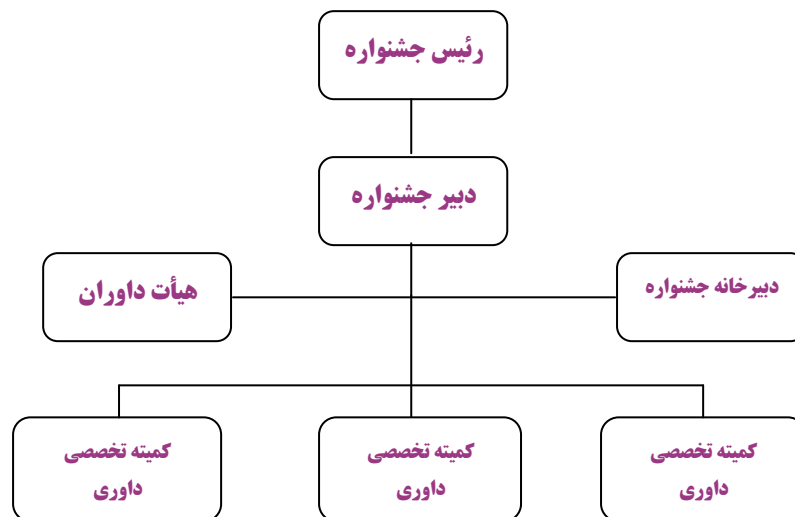 رئیس جشنواره
دبیر جشنواره
دبیرخانه جشنواره
هیأت داوران
کمیته تخصصی
داوری
کمیته تخصصی
داوری
کمیته تخصصی
داوری